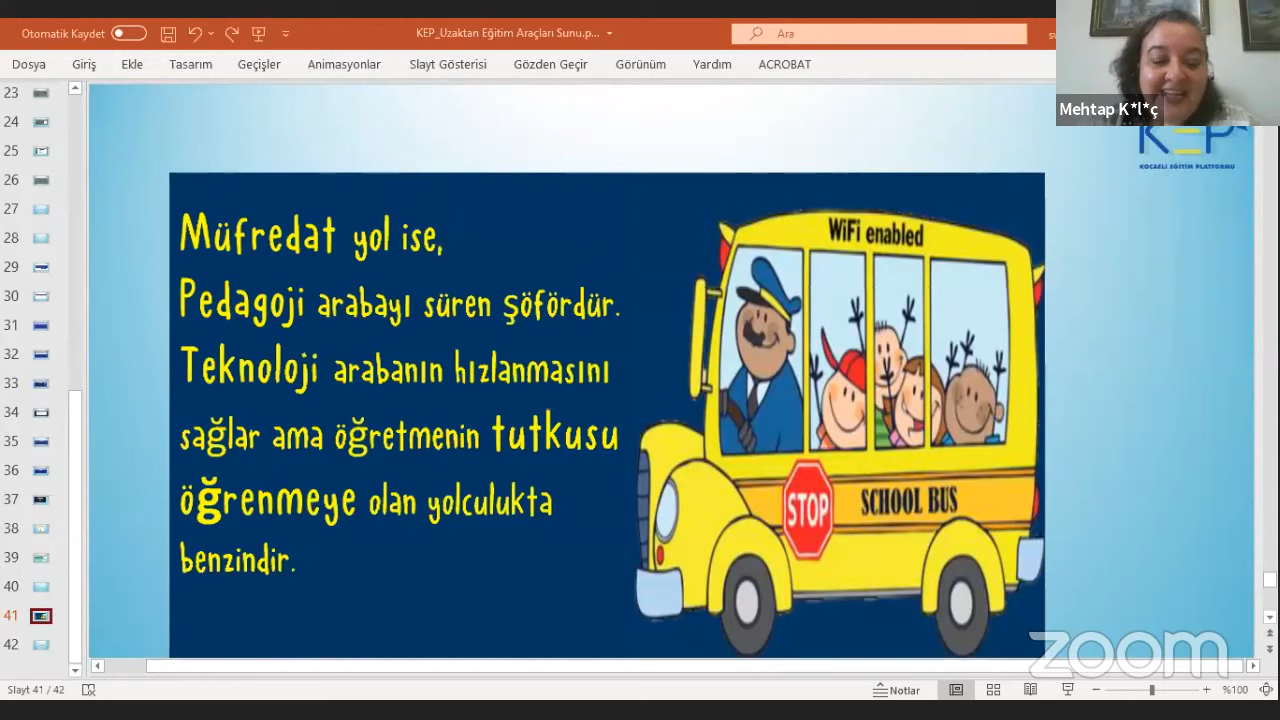 Otomatik Kaydet
KEP_Uzaktan Eğitim Araçları Sunu.p...
Ara
Dosya Giriş Ekle Tasarım Geçişler Animasyonlar Slayt Gösterisi Gözden Geçir Görünüm Yardım ACROBAT
Mehtap K*l*ç
KEP
KOCAELİ EĞİTİM PLATFORMU
23
24
25
26
27
28
29
30
31
32
33
34
35
36
37
38
39
40
41
42
Müfredat yol ise,
Pedagoji arabayı süren şöfördür.
Teknoloji arabanın hızlanmasını
sağlar ama öğretmenin tutkusu
öğrenmeye olan yolculukta
benzindir.
WiFi enabled
STOP
SCHOOL BUS
zoom
Slayt 41 / 42
Notlar
%100